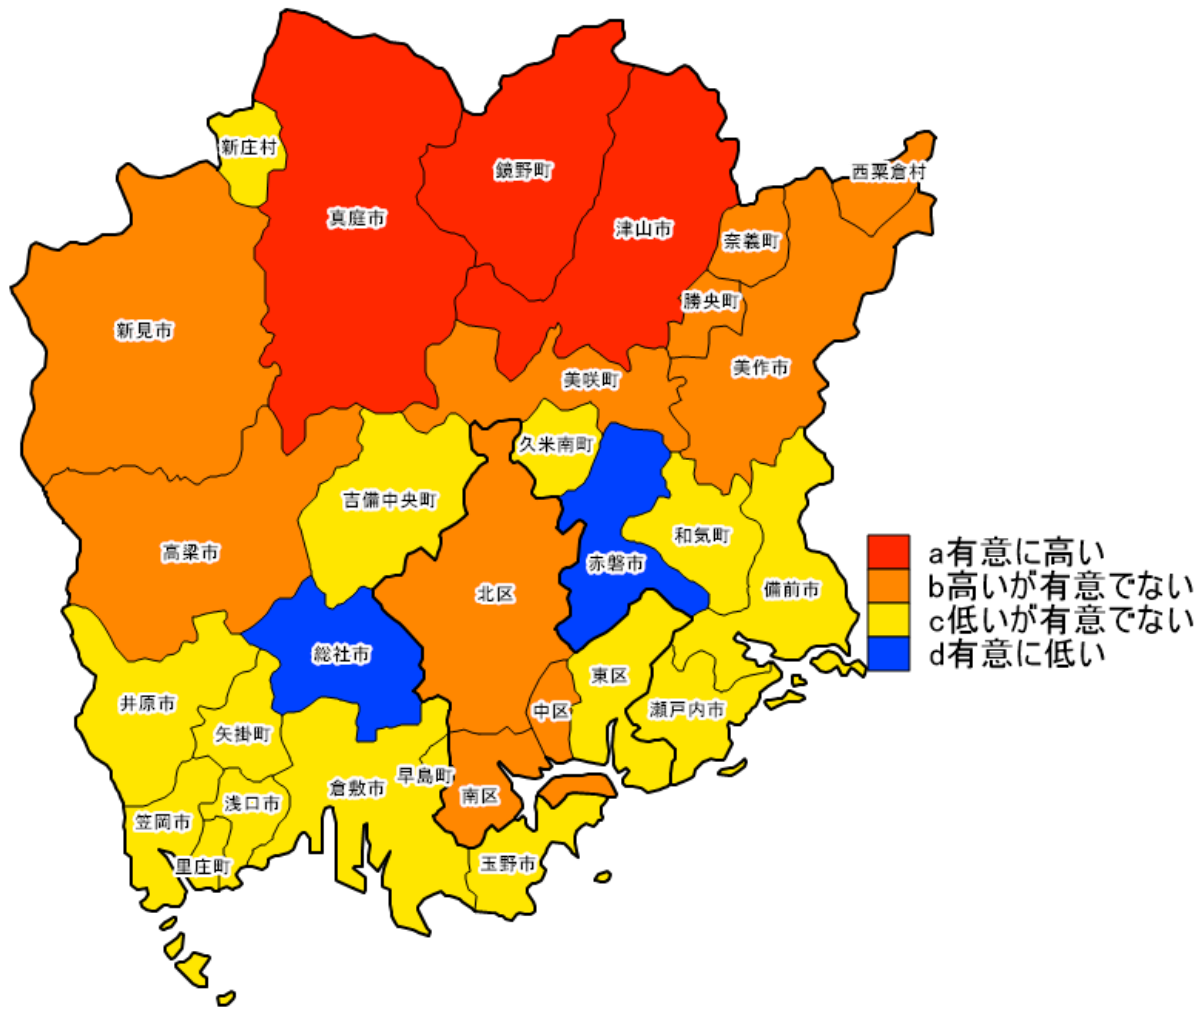 新庄村
鏡野町
西粟倉村
真庭市
津山市
奈義町
勝央町
新見市
美作市
美咲町
久米南町
吉備中央町
和気町
高梁市
赤磐市
備前市
北区
総社市
東区
井原市
中区
瀬戸内市
矢掛町
早島町
倉敷市
南区
浅口市
笠岡市
里庄町
玉野市
a有意に高い
b高いが有意でない
c低いが有意でない
d有意に低い